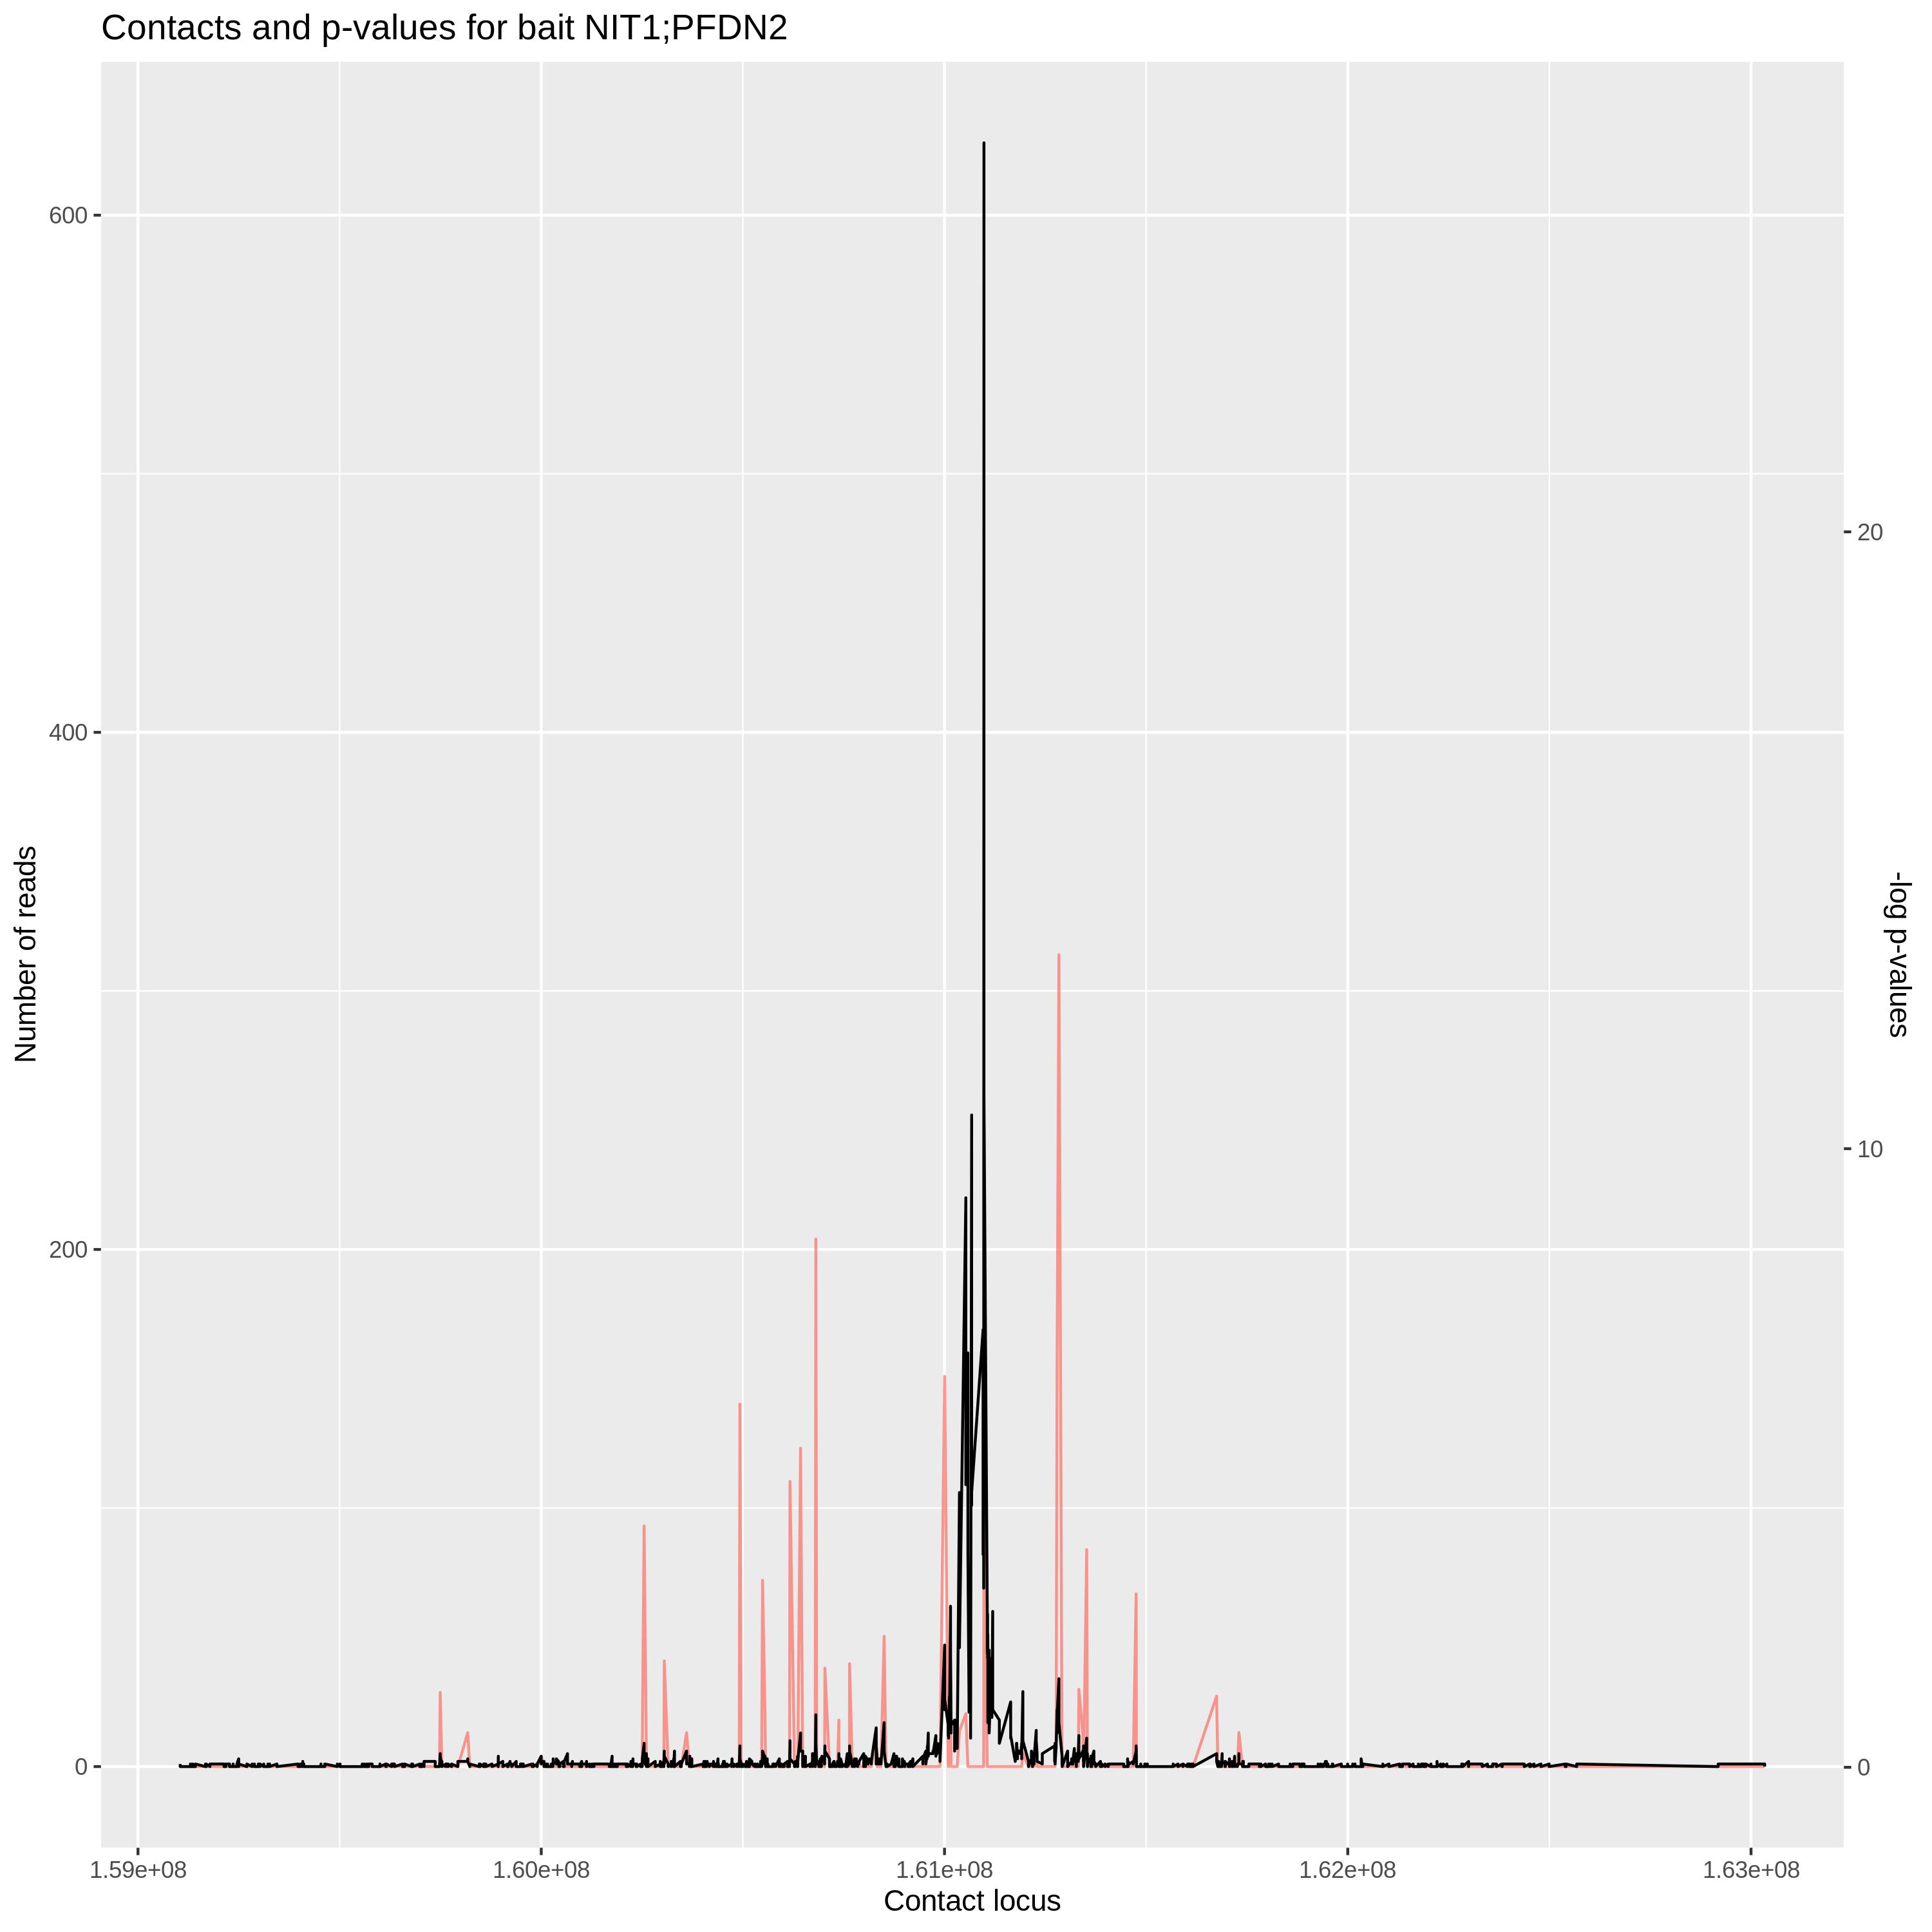 Contacts and p-values for bait NIT1;PFDN2
600
400
200
0
Number of reads
20
10
0
-log p-values
1.59e+08
1.60e+08
1.61e+08
1.62e+08
1.63e+08
Contact locus